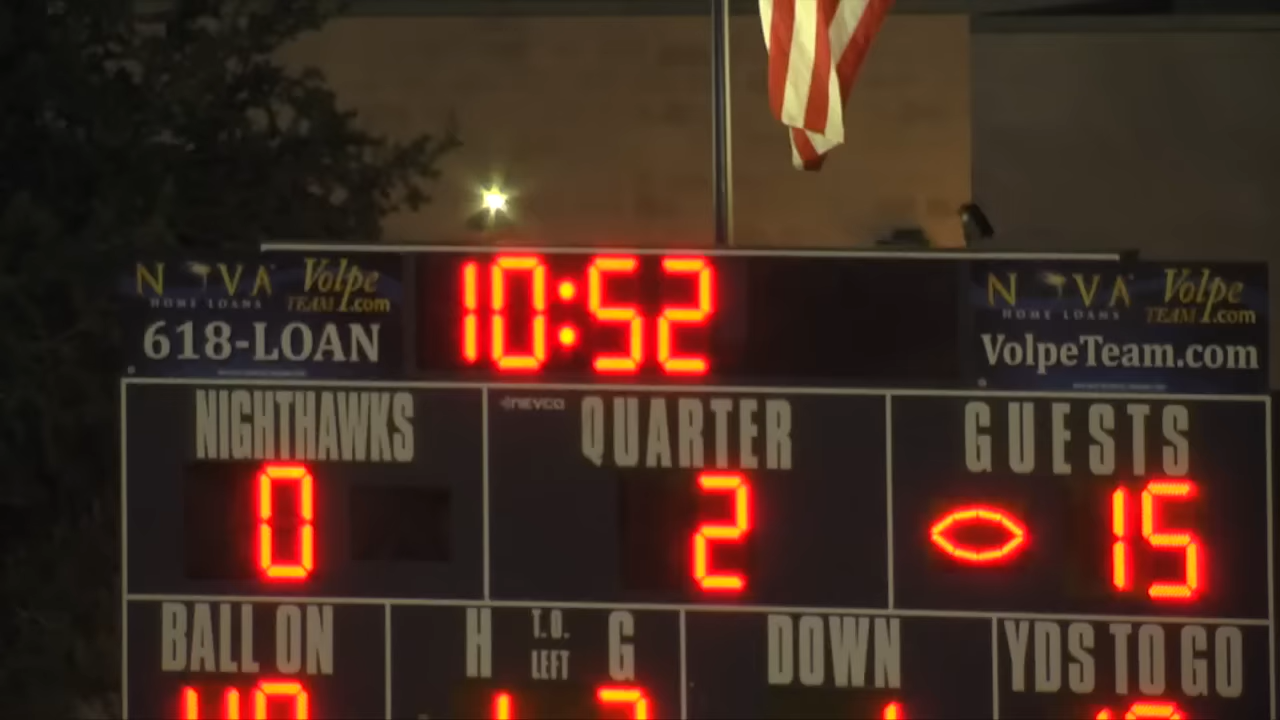 NOVA Volpe
HOME LOANS TEAM.com
618-LOAN
10:52
NOVA Volpe
HOME LOANS TEAM.com
VolpeTeam.com
NIGHTHAWKS
0
NEVCO QUARTER
2
GUESTS
15
BALL ON
H T.O. LEFT G
DOWN
YDS TO GO